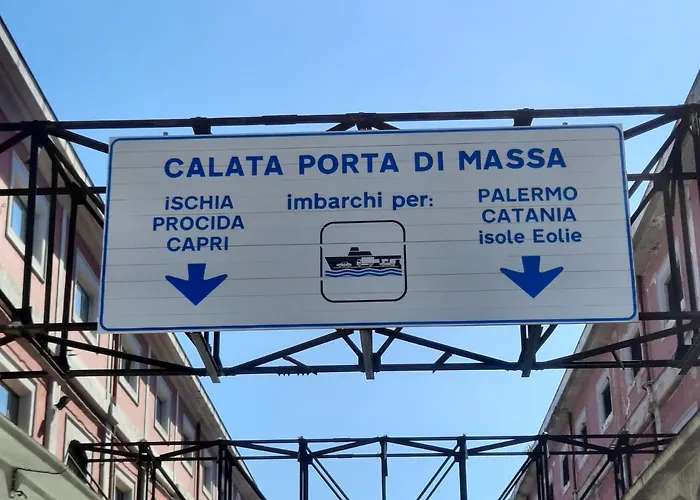 CALATA PORTA DI MASSA
iSCHIA
PROCIDA
CAPRI
imbarchi per:
PALERMO
CATANIA
isole Eolie